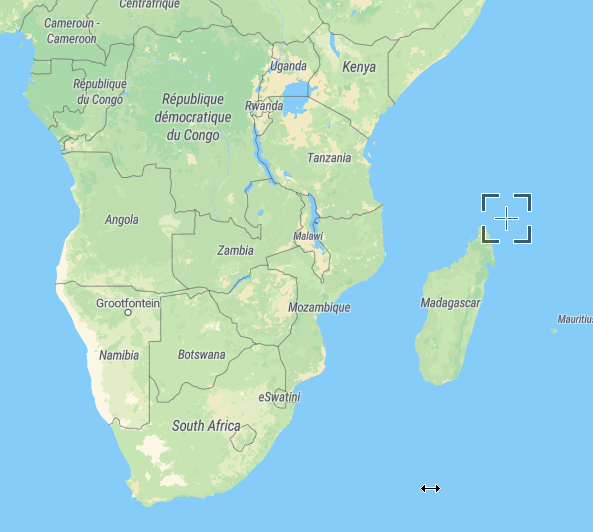 Centrafrique
Cameroun -
Cameroon
Uganda
Kenya
République
du Congo
République
démocratique
du Congo
Rwanda
Tanzania
Angola
Malawi
Zambia
Grootfontein
Mozambique
Madagascar
Mauritius
Namibia
Botswana
eSwatini
South Africa